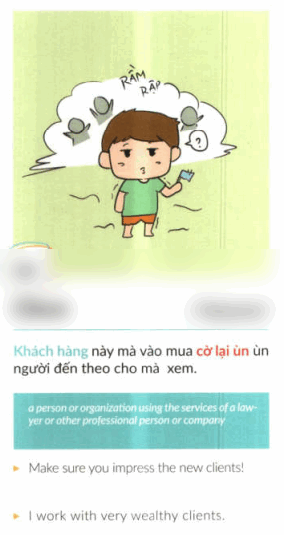 RẦM
RẬP
?
Khách hàng này mà vào mua cờ lại ùn ùn
người đến theo cho mà xem.
a person or organization using the services of a law-
yer or other professional person or company
Make sure you impress the new clients!
I work with very wealthy clients.